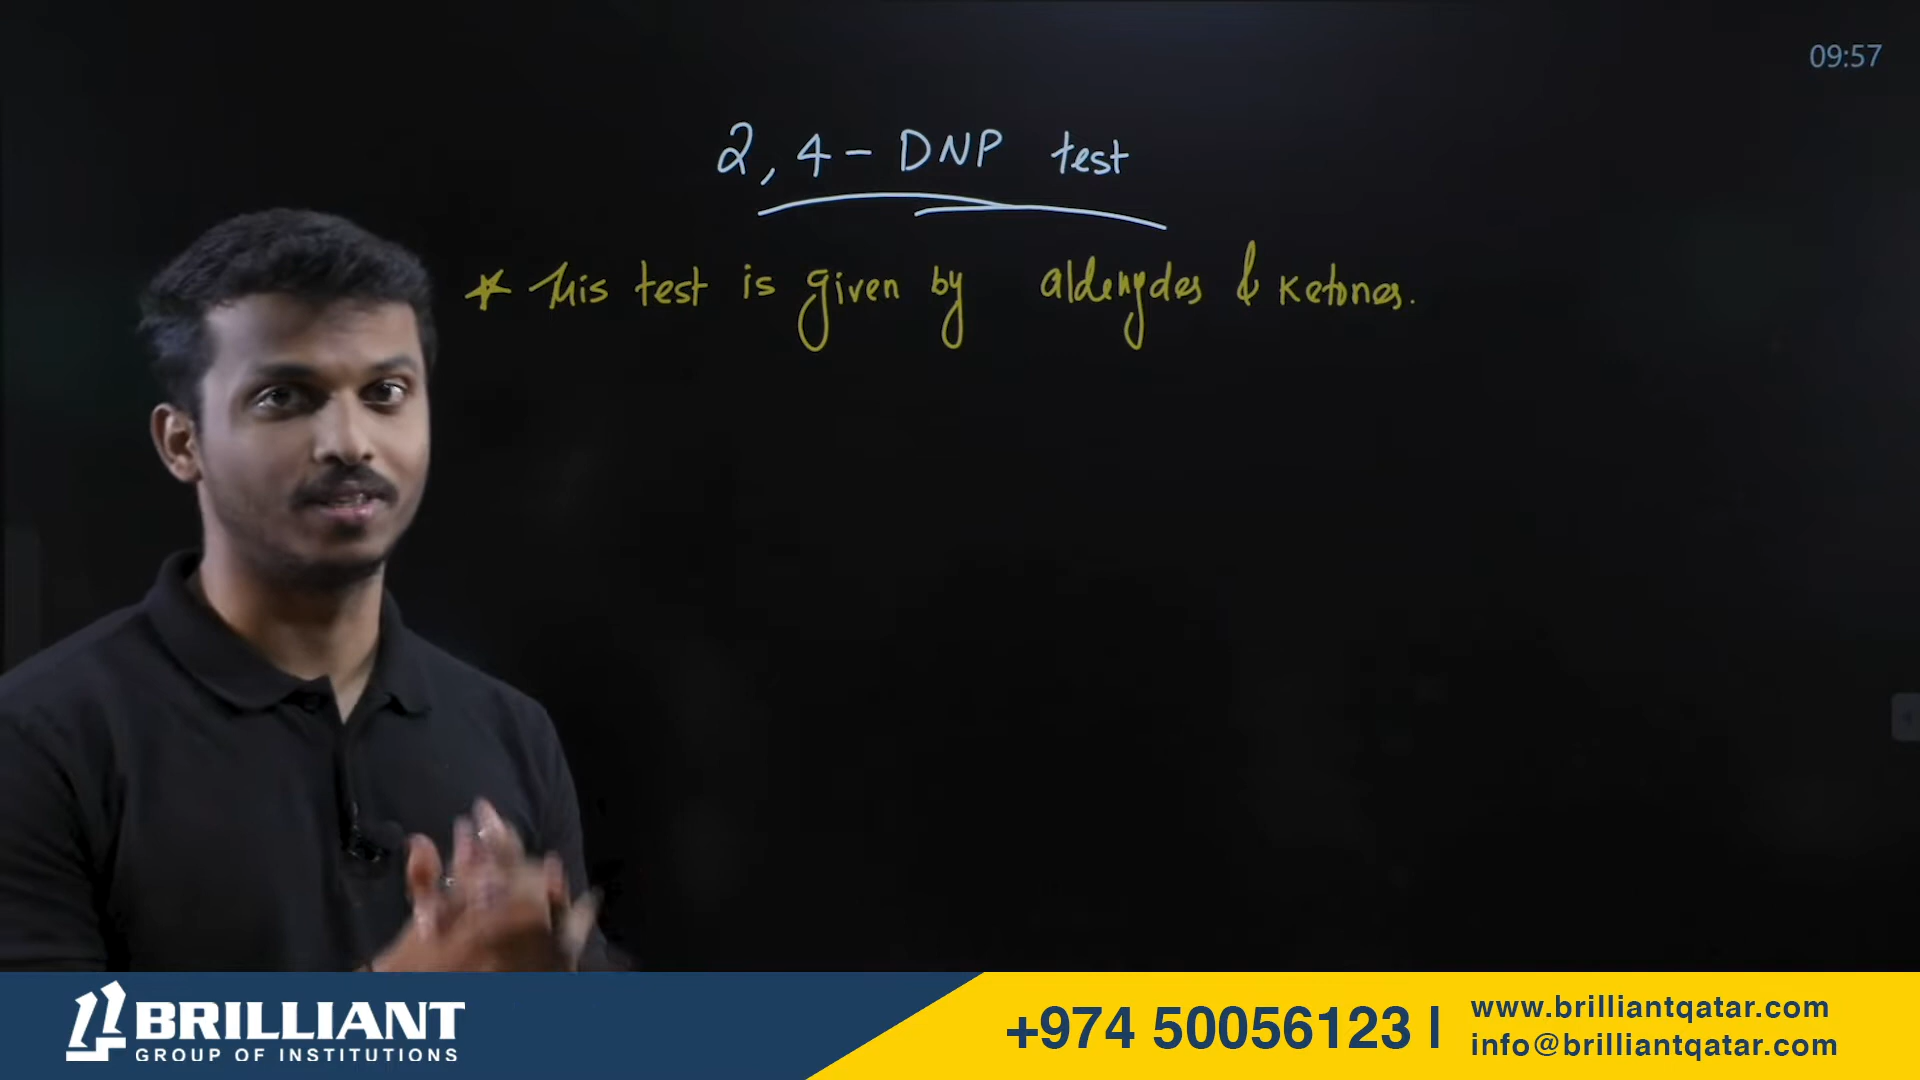 09:57
2,4- DNP test
* This test is given by aldehydes & ketones.
BRILLIANT
GROUP OF INSTITUTIONS
+974 50056123 |
www.brilliantqatar.com
info@brilliantqatar.com